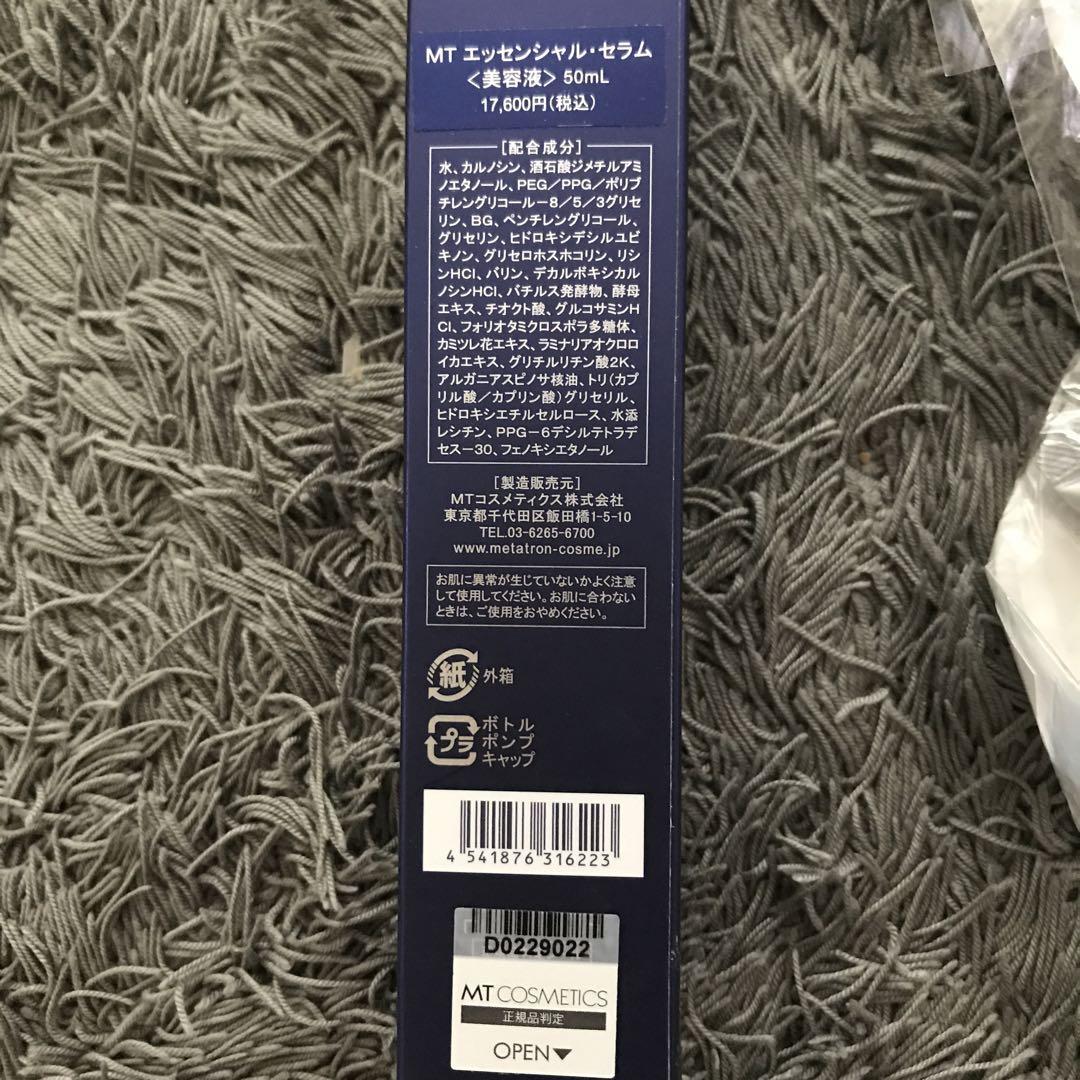 MT エッセンシャル・セラム
<美容液> 50mL
17,600円(税込)
[配合成分]
水、カルノシン、酒石酸ジメチルアミ
ノエタノール、PEG/PPG/ポリブ
チレングリコール-8/5/3グリセ
リン、BG、ペンチレングリコール、
グリセリン、ヒドロキシデシルユビ
キノン、グリセロホスホコリン、リシ
ンHCl、バリン、デカルボキシカル
ノシンHCl、バチルス発酵物、酵母
エキス、チオクト酸、グルコサミンH
Cl、フォリオタミクロスポラ多糖体、
カミツレ花エキス、ラミナリアオクロロ
イカエキス、グリチルリチン酸2K、
アルガニアスピノサ核油、トリ(カプ
リル酸/カプリン酸)グリセリル、
ヒドロキシエチルセルロース、水添
レシチン、PPG-6デシルテトラデ
セス-30、フェノキシエタノール
[製造販売元]
MTコスメティクス株式会社
東京都千代田区飯田橋1-5-10
TEL.03-6265-6700
www.metatron-cosme.jp
お肌に異常が生じていないかよく注意
して使用してください。お肌に合わない
ときは、ご使用をおやめください。
紙 外箱
プラ ボトル
ポンプ
キャップ
4 541876 316223
D0229022
MT COSMETICS
正規品判定
OPEN▼